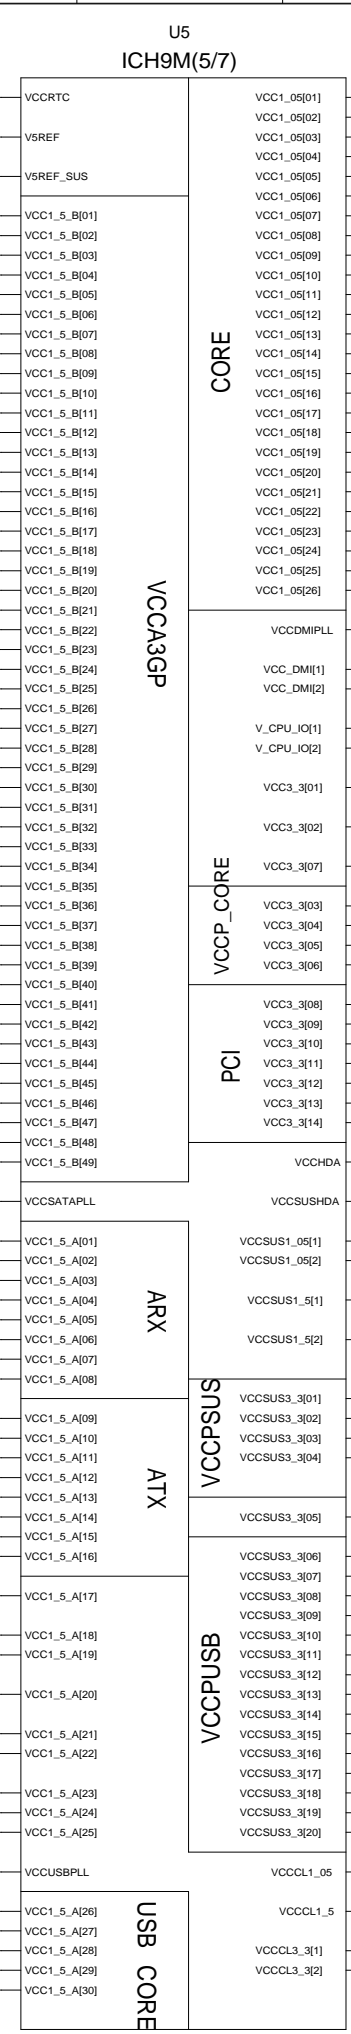 U5
ICH9M(5/7)
VCCRTC
V5REF
V5REF_SUS
VCC1_5_B[01]
VCC1_5_B[02]
VCC1_5_B[03]
VCC1_5_B[04]
VCC1_5_B[05]
VCC1_5_B[06]
VCC1_5_B[07]
VCC1_5_B[08]
VCC1_5_B[09]
VCC1_5_B[10]
VCC1_5_B[11]
VCC1_5_B[12]
VCC1_5_B[13]
VCC1_5_B[14]
VCC1_5_B[15]
VCC1_5_B[16]
VCC1_5_B[17]
VCC1_5_B[18]
VCC1_5_B[19]
VCC1_5_B[20]
VCC1_5_B[21]
VCC1_5_B[22]
VCC1_5_B[23]
VCC1_5_B[24]
VCC1_5_B[25]
VCC1_5_B[26]
VCC1_5_B[27]
VCC1_5_B[28]
VCC1_5_B[29]
VCC1_5_B[30]
VCC1_5_B[31]
VCC1_5_B[32]
VCC1_5_B[33]
VCC1_5_B[34]
VCC1_5_B[35]
VCC1_5_B[36]
VCC1_5_B[37]
VCC1_5_B[38]
VCC1_5_B[39]
VCC1_5_B[40]
VCC1_5_B[41]
VCC1_5_B[42]
VCC1_5_B[43]
VCC1_5_B[44]
VCC1_5_B[45]
VCC1_5_B[46]
VCC1_5_B[47]
VCC1_5_B[48]
VCC1_5_B[49]
VCCA3GP
VCCSATAPLL
VCC1_5_A[01]
VCC1_5_A[02]
VCC1_5_A[03]
VCC1_5_A[04]
VCC1_5_A[05]
VCC1_5_A[06]
VCC1_5_A[07]
VCC1_5_A[08]
ARX
VCC1_5_A[09]
VCC1_5_A[10]
VCC1_5_A[11]
VCC1_5_A[12]
VCC1_5_A[13]
VCC1_5_A[14]
VCC1_5_A[15]
VCC1_5_A[16]
ATX
VCC1_5_A[17]
VCC1_5_A[18]
VCC1_5_A[19]
VCC1_5_A[20]
VCC1_5_A[21]
VCC1_5_A[22]
VCC1_5_A[23]
VCC1_5_A[24]
VCC1_5_A[25]
VCCUSBPLL
VCC1_5_A[26]
VCC1_5_A[27]
VCC1_5_A[28]
VCC1_5_A[29]
VCC1_5_A[30]
USB CORE
VCC1_05[01]
VCC1_05[02]
VCC1_05[03]
VCC1_05[04]
VCC1_05[05]
VCC1_05[06]
VCC1_05[07]
VCC1_05[08]
VCC1_05[09]
VCC1_05[10]
VCC1_05[11]
VCC1_05[12]
VCC1_05[13]
VCC1_05[14]
VCC1_05[15]
VCC1_05[16]
VCC1_05[17]
VCC1_05[18]
VCC1_05[19]
VCC1_05[20]
VCC1_05[21]
VCC1_05[22]
VCC1_05[23]
VCC1_05[24]
VCC1_05[25]
VCC1_05[26]
CORE
VCCDMIPLL
VCC_DMI[1]
VCC_DMI[2]
V_CPU_IO[1]
V_CPU_IO[2]
VCC3_3[01]
VCC3_3[02]
VCC3_3[07]
VCCP_CORE
VCC3_3[03]
VCC3_3[04]
VCC3_3[05]
VCC3_3[06]
PCI
VCC3_3[08]
VCC3_3[09]
VCC3_3[10]
VCC3_3[11]
VCC3_3[12]
VCC3_3[13]
VCC3_3[14]
VCCHDA
VCCSUSHDA
VCCSUS1_05[1]
VCCSUS1_05[2]
VCCSUS1_5[1]
VCCSUS1_5[2]
VCCPSUS
VCCSUS3_3[01]
VCCSUS3_3[02]
VCCSUS3_3[03]
VCCSUS3_3[04]
VCCSUS3_3[05]
VCCPUSB
VCCSUS3_3[06]
VCCSUS3_3[07]
VCCSUS3_3[08]
VCCSUS3_3[09]
VCCSUS3_3[10]
VCCSUS3_3[11]
VCCSUS3_3[12]
VCCSUS3_3[13]
VCCSUS3_3[14]
VCCSUS3_3[15]
VCCSUS3_3[16]
VCCSUS3_3[17]
VCCSUS3_3[18]
VCCSUS3_3[19]
VCCSUS3_3[20]
VCCCL1_05
VCCCL1_5
VCCCL3_3[1]
VCCCL3_3[2]